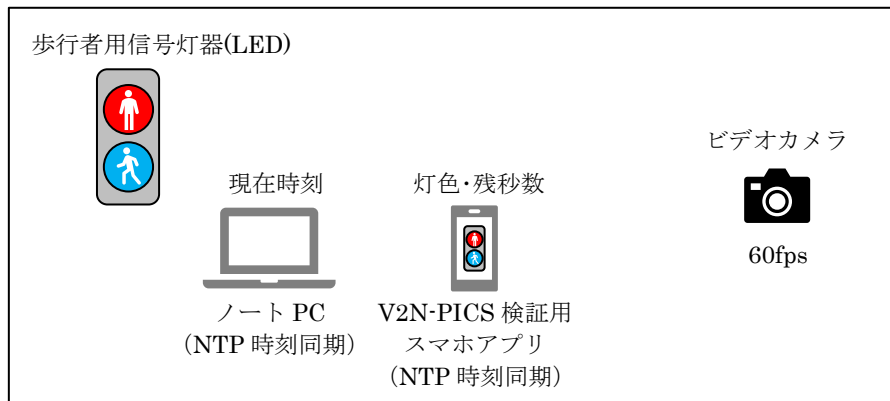 歩行者用信号灯器(LED)
ビデオカメラ
現在時刻
灯色・残秒数
60fps
ノート PC
(NTP 時刻同期)
V2N-PICS 検証用
スマホアプリ
(NTP 時刻同期)